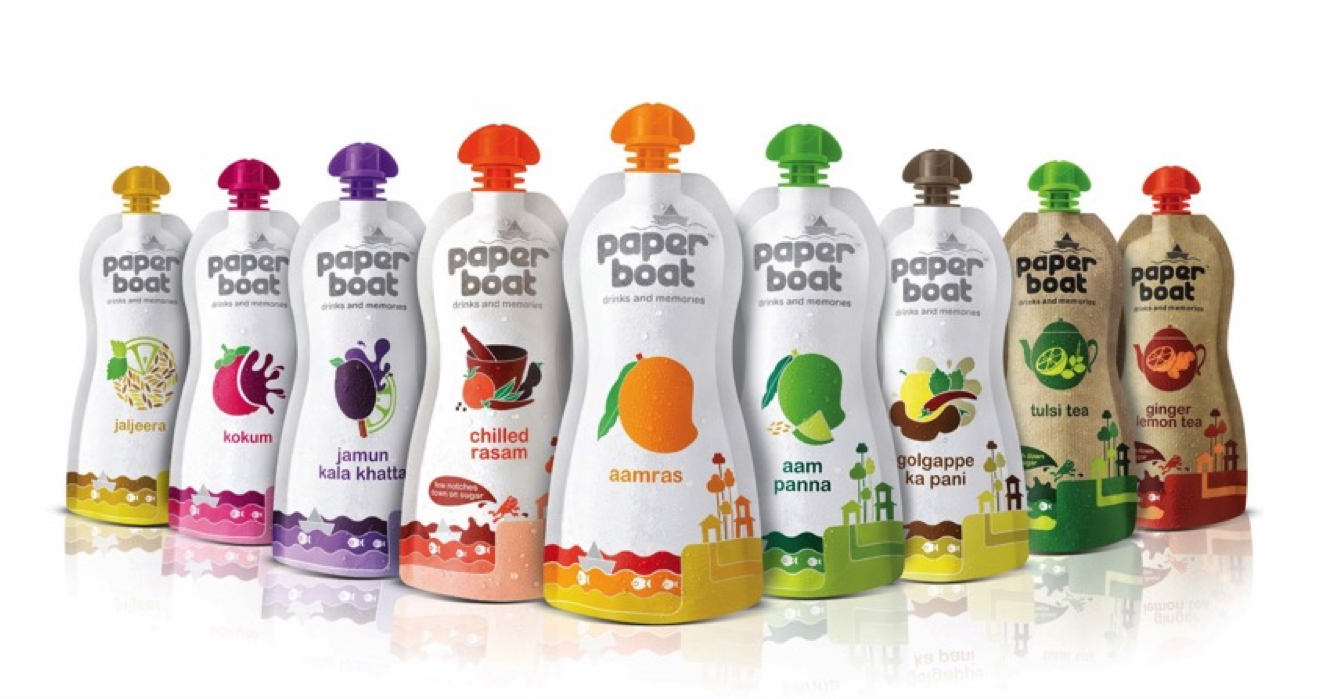 paper
boat
drinks and memories
jaljeera
paper
boat
drinks and memories
kokum
paper
boat
drinks and memories
jamun
kala khatta
paper
boat
drinks and memories
chilled
rasam
few notches
down on sugar
paper
boat
drinks and memories
aamras
paper
boat
drinks and memories
aam
panna
paper
boat
drinks and memories
golgappe
ka pani
paper
boat
drinks and memories
tulsi tea
paper
boat
drinks and memories
ginger
lemon tea